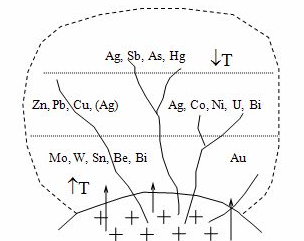 Ag, Sb, As, Hg ↓T
Zn, Pb, Cu, (Ag) Ag, Co, Ni, U, Bi
Mo, W, Sn, Be, Bi Au
↑T